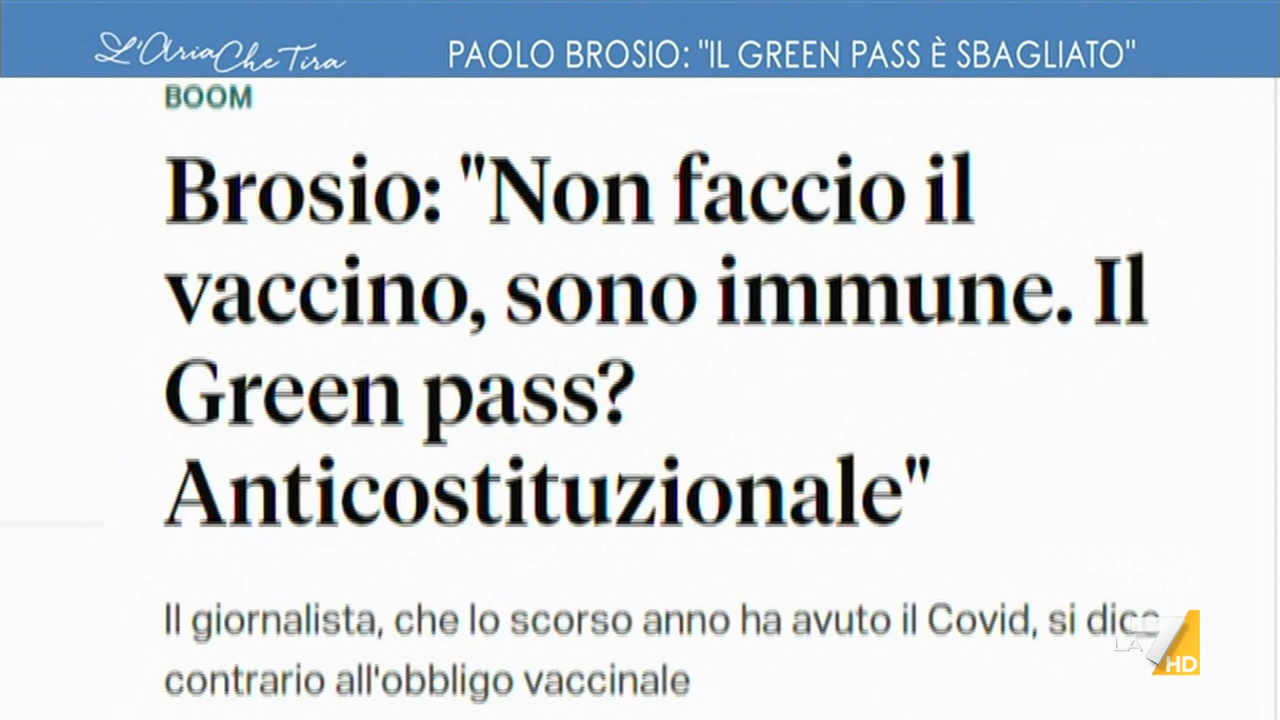 L'Aria Che Tira
PAOLO BROSIO: "IL GREEN PASS È SBAGLIATO"
BOOM
Brosio: "Non faccio il
vaccino, sono immune. Il
Green pass?
Anticostituzionale"
Il giornalista, che lo scorso anno ha avuto il Covid, si dice
contrario all'obbligo vaccinale
LA7
HD